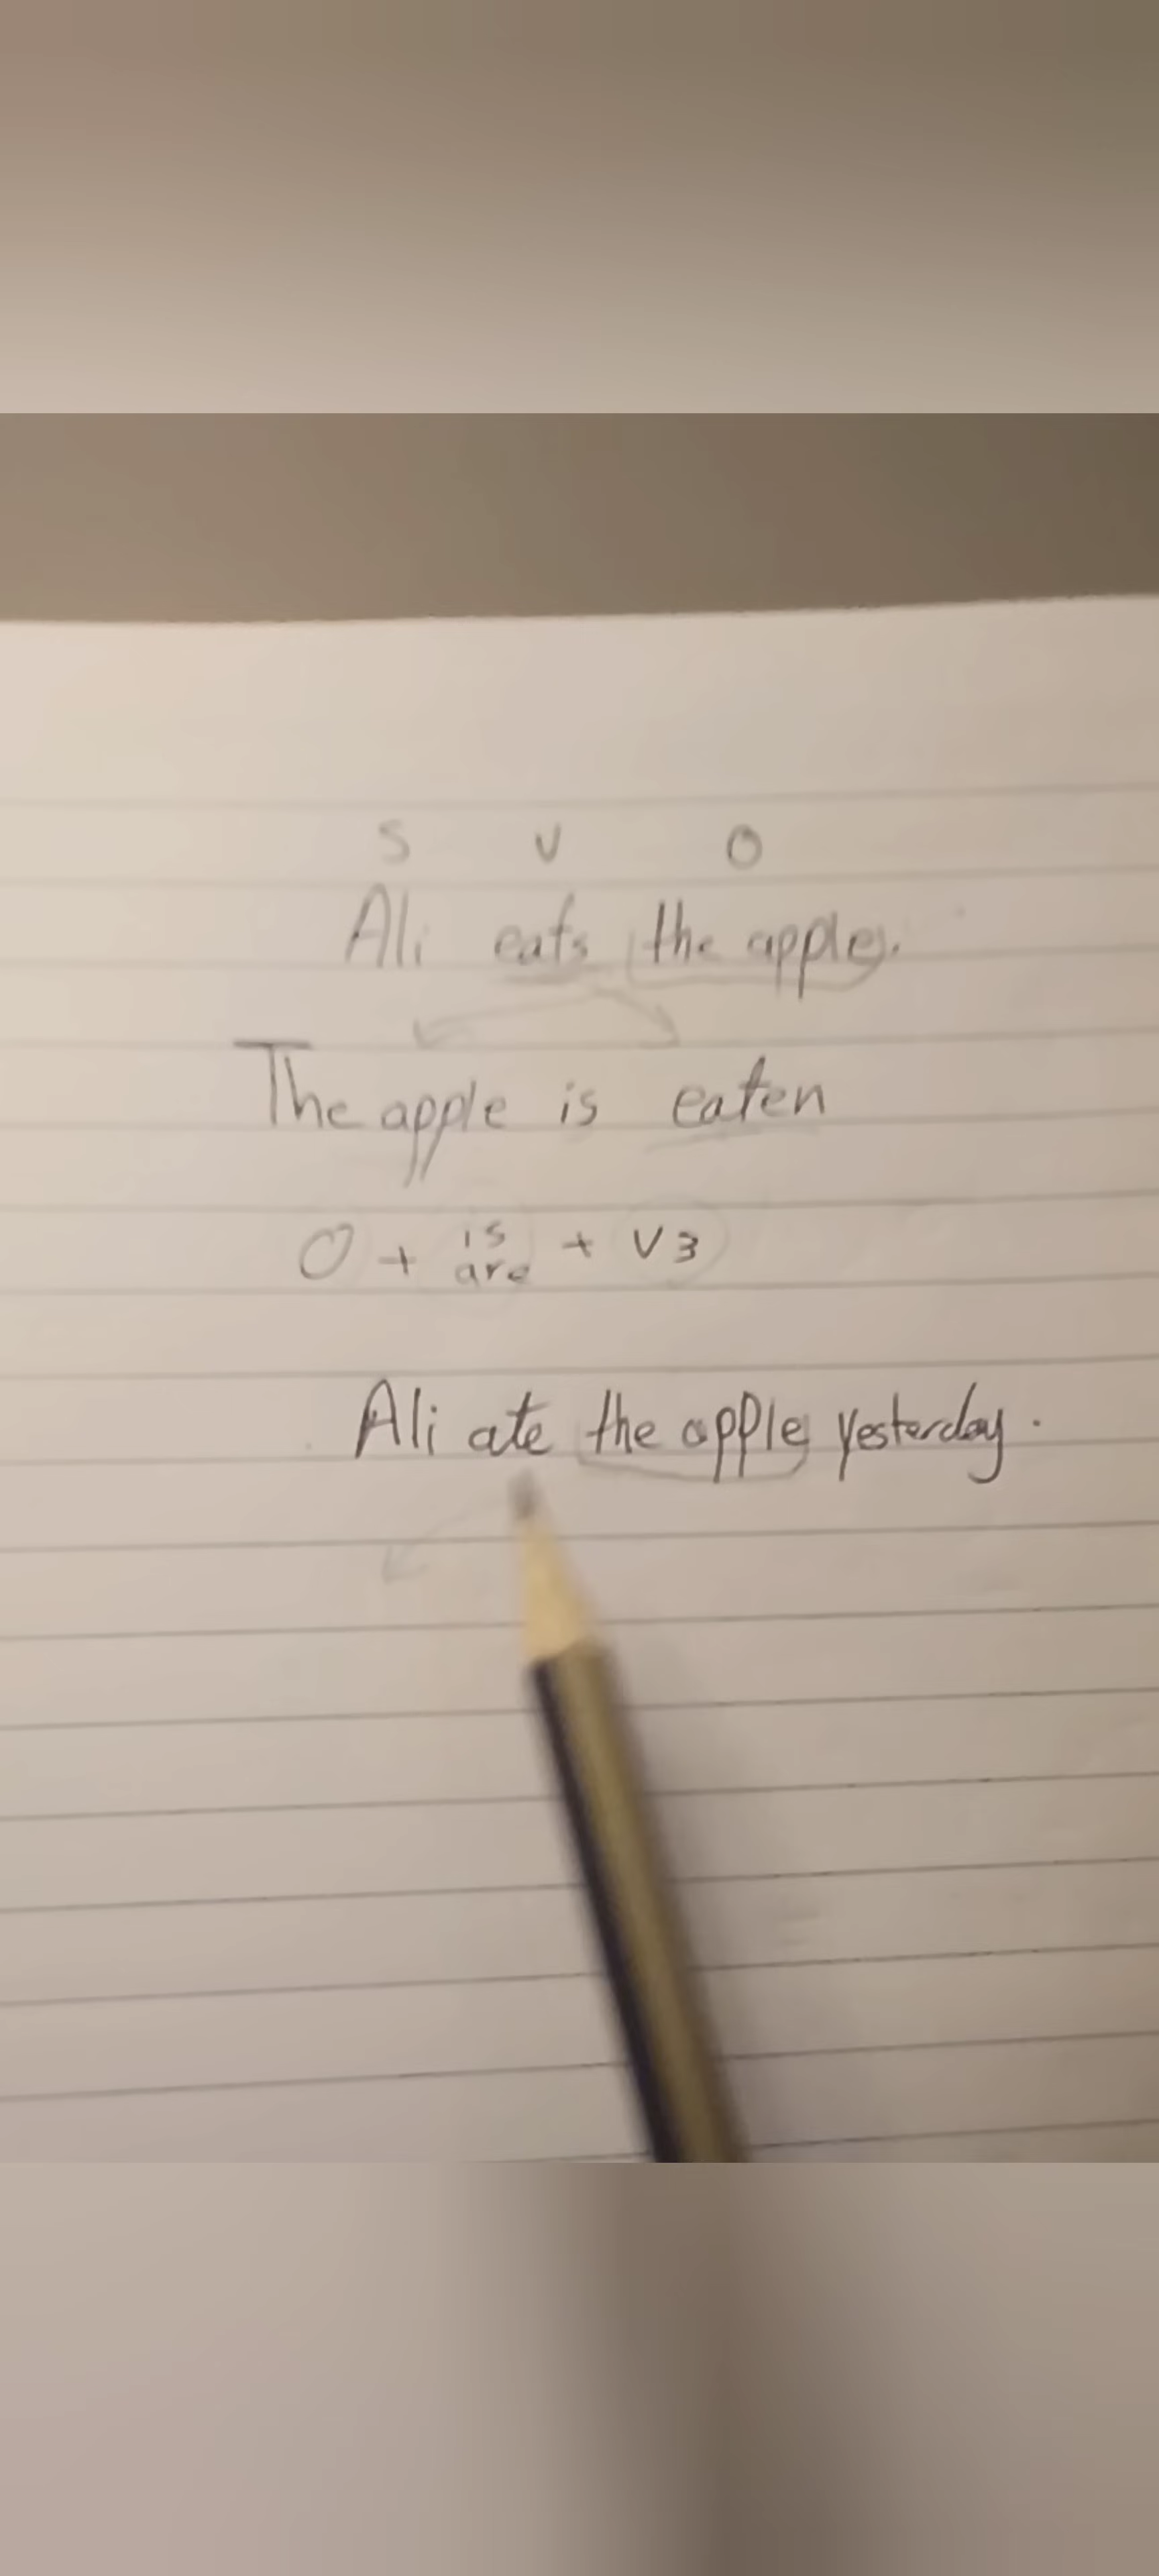 S V O
Ali eats the apple.
The apple is eaten
O + is are + V3
Ali ate the apple yesterday.